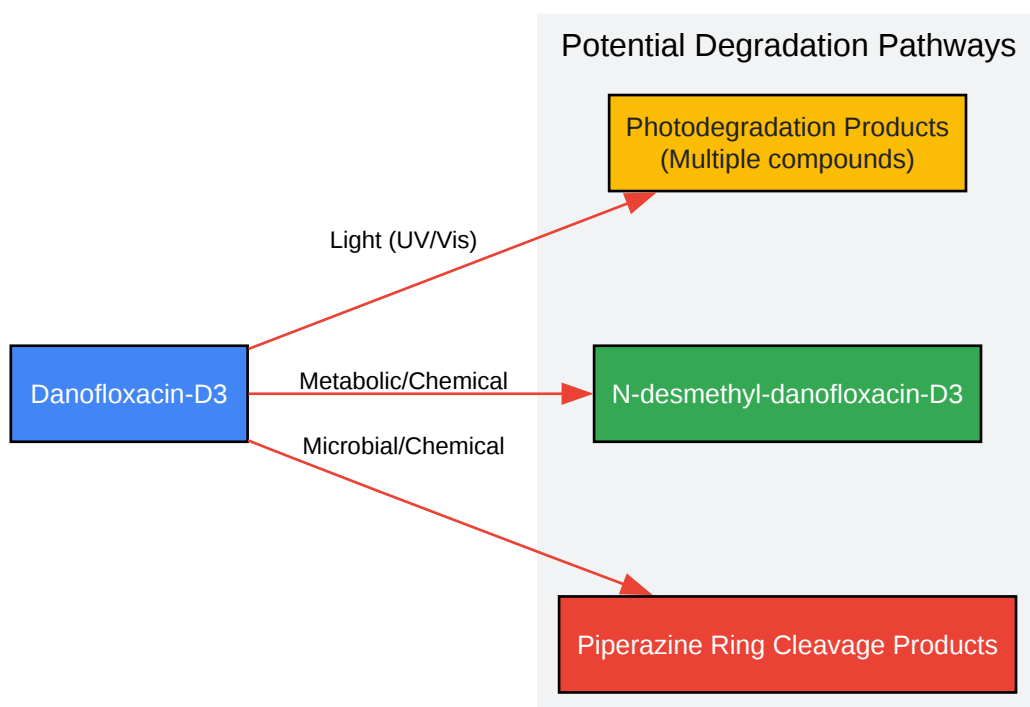 Potential Degradation Pathways
Photodegradation Products
(Multiple compounds)
Light (UV/Vis)
Danofloxacin-D3
Metabolic/Chemical
N-desmethyl-danofloxacin-D3
Microbial/Chemical
Piperazine Ring Cleavage Products